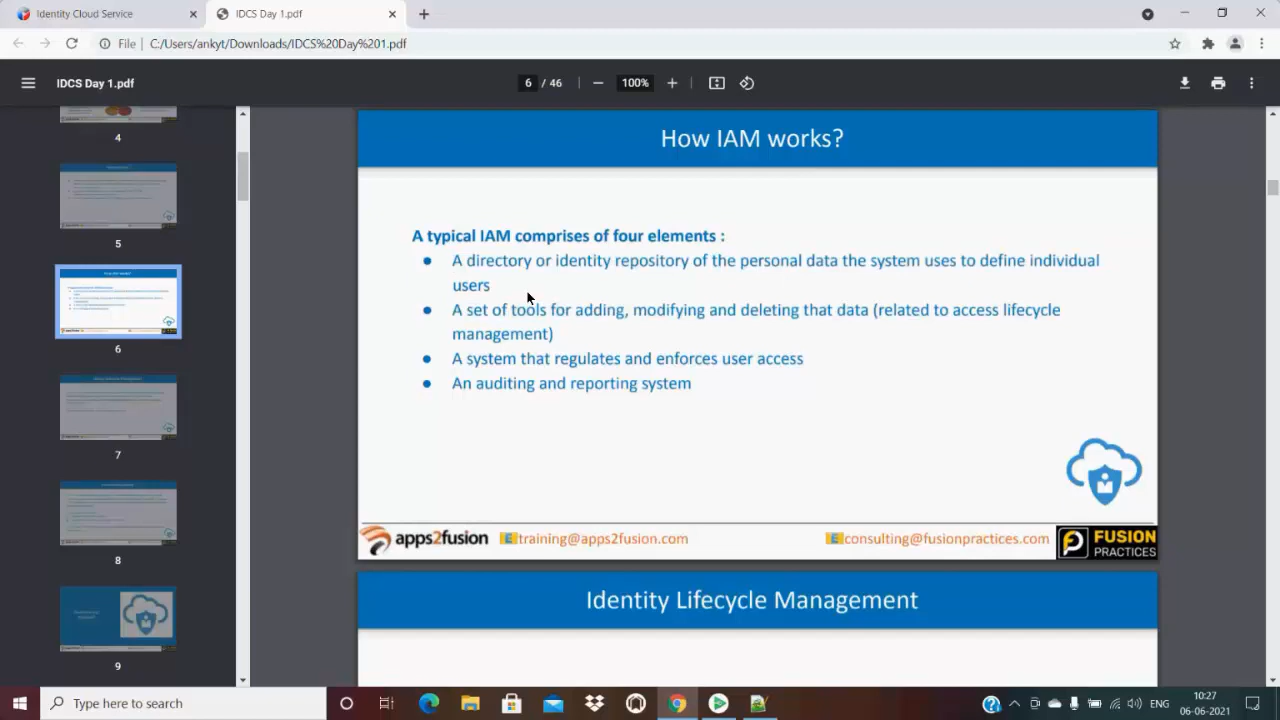 Identity Cloud Service
IDCS Day 1.pdf
File
C:/Users/ankyt/Downloads/IDCS%20Day%201.pdf
IDCS Day 1.pdf
6 / 46
100%
4
5
6
7
8
9
How IAM works?
A typical IAM comprises of four elements :
● A directory or identity repository of the personal data the system uses to define individual
users
● A set of tools for adding, modifying and deleting that data (related to access lifecycle
management)
● A system that regulates and enforces user access
● An auditing and reporting system
apps2fusion
training@apps2fusion.com
consulting@fusionpractices.com
FUSION
PRACTICES
Identity Lifecycle Management
Type here to search
ENG
10:27
06-06-2021